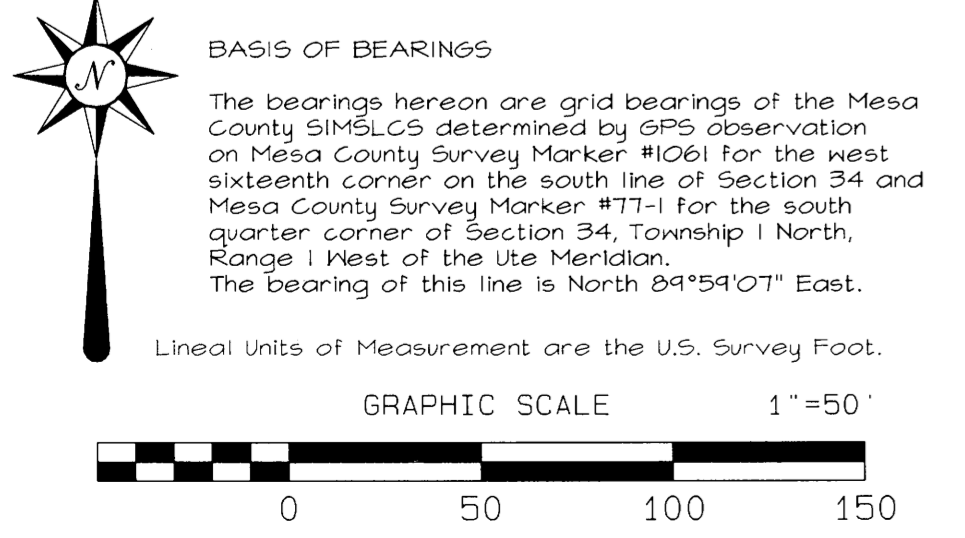 N
BASIS OF BEARINGS
The bearings hereon are grid bearings of the Mesa
County SIMSLCS determined by GPS observation
on Mesa County Survey Marker #1061 for the west
sixteenth corner on the south line of Section 34 and
Mesa County Survey Marker #77-1 for the south
quarter corner of Section 34, Township 1 North,
Range 1 West of the Ute Meridian.
The bearing of this line is North 89°59'07" East.
Lineal Units of Measurement are the U.S. Survey Foot.
GRAPHIC SCALE 1"=50'
0 50 100 150